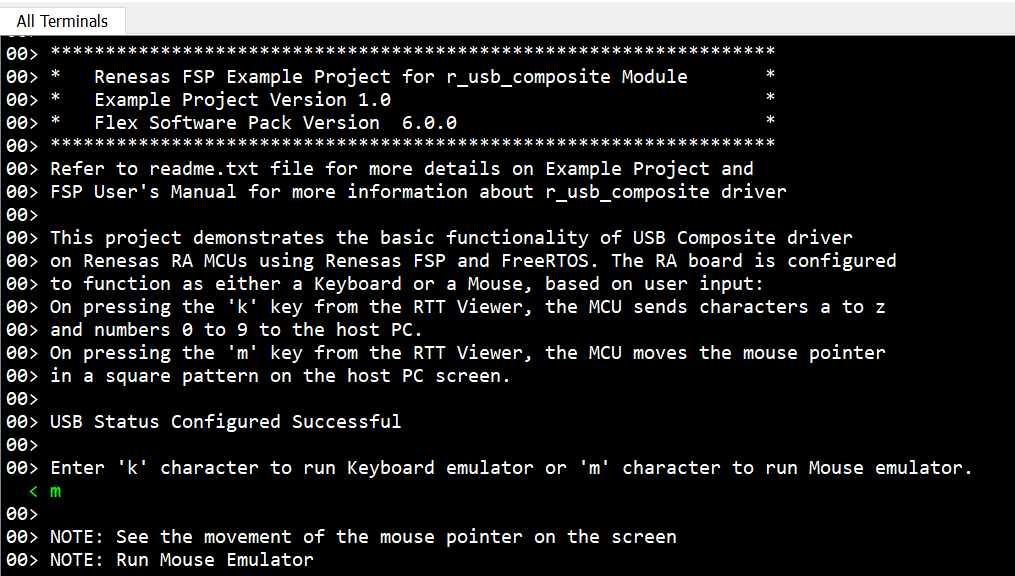 All Terminals
00> ******************************************************************
00> *   Renesas FSP Example Project for r_usb_composite Module       *
00> *   Example Project Version 1.0                                  *
00> *   Flex Software Pack Version  6.0.0                            *
00> ******************************************************************
00> Refer to readme.txt file for more details on Example Project and
00> FSP User's Manual for more information about r_usb_composite driver
00>
00> This project demonstrates the basic functionality of USB Composite driver
00> on Renesas RA MCUs using Renesas FSP and FreeRTOS. The RA board is configured
00> to function as either a Keyboard or a Mouse, based on user input:
00> On pressing the 'k' key from the RTT Viewer, the MCU sends characters a to z
00> and numbers 0 to 9 to the host PC.
00> On pressing the 'm' key from the RTT Viewer, the MCU moves the mouse pointer
00> in a square pattern on the host PC screen.
00>
00> USB Status Configured Successful
00>
00> Enter 'k' character to run Keyboard emulator or 'm' character to run Mouse emulator.
< m
00>
00> NOTE: See the movement of the mouse pointer on the screen
00> NOTE: Run Mouse Emulator